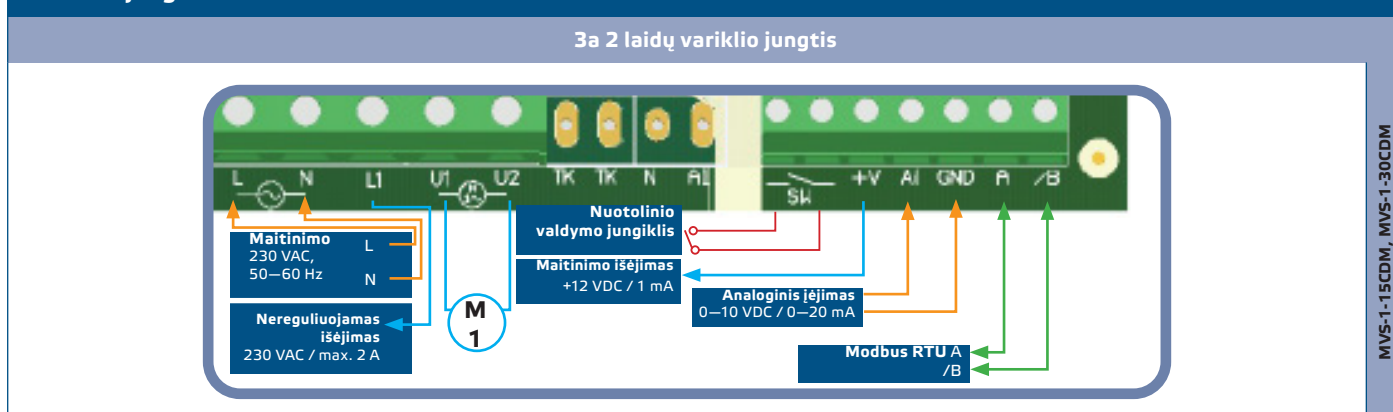 3a 2 laidų variklio jungtis
L N L1 U1 U2 TK TK N AL SW +V AI GND A /B
Maitinimo
230 VAC,
50—60 Hz
L
N
Nereguliuojamas
išėjimas
230 VAC / max. 2 A
M
1
Nuotolinio
valdymo jungiklis
Maitinimo išėjimas
+12 VDC / 1 mA
Analoginis įėjimas
0—10 VDC / 0—20 mA
Modbus RTU A
/B
MVS-1-15CDM, MVS-1-30CDM